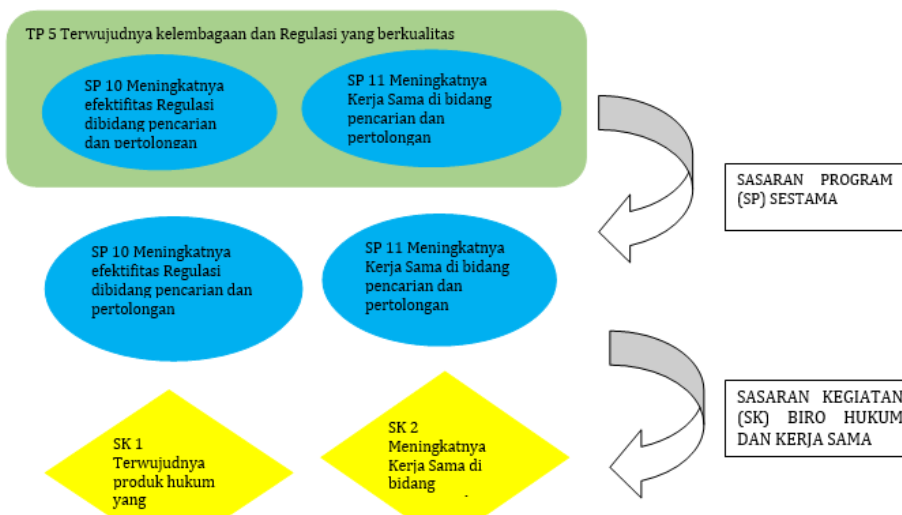 TP 5 Terwujudnya kelembagaan dan Regulasi yang berkualitas
SP 10 Meningkatnya
efektifitas Regulasi
dibidang pencarian
dan pertolongan
SP 11 Meningkatnya
Kerja Sama di bidang
pencarian dan
pertolongan
SASARAN PROGRAM
(SP) SESTAMA
SP 10 Meningkatnya
efektifitas Regulasi
dibidang pencarian dan
pertolongan
SP 11 Meningkatnya
Kerja Sama di bidang
pencarian dan
pertolongan
SASARAN KEGIATAN
(SK) BIRO HUKUM
DAN KERJA SAMA
SK 1
Terwujudnya
produk hukum
yang
SK 2
Meningkatnya
Kerja Sama di
bidang